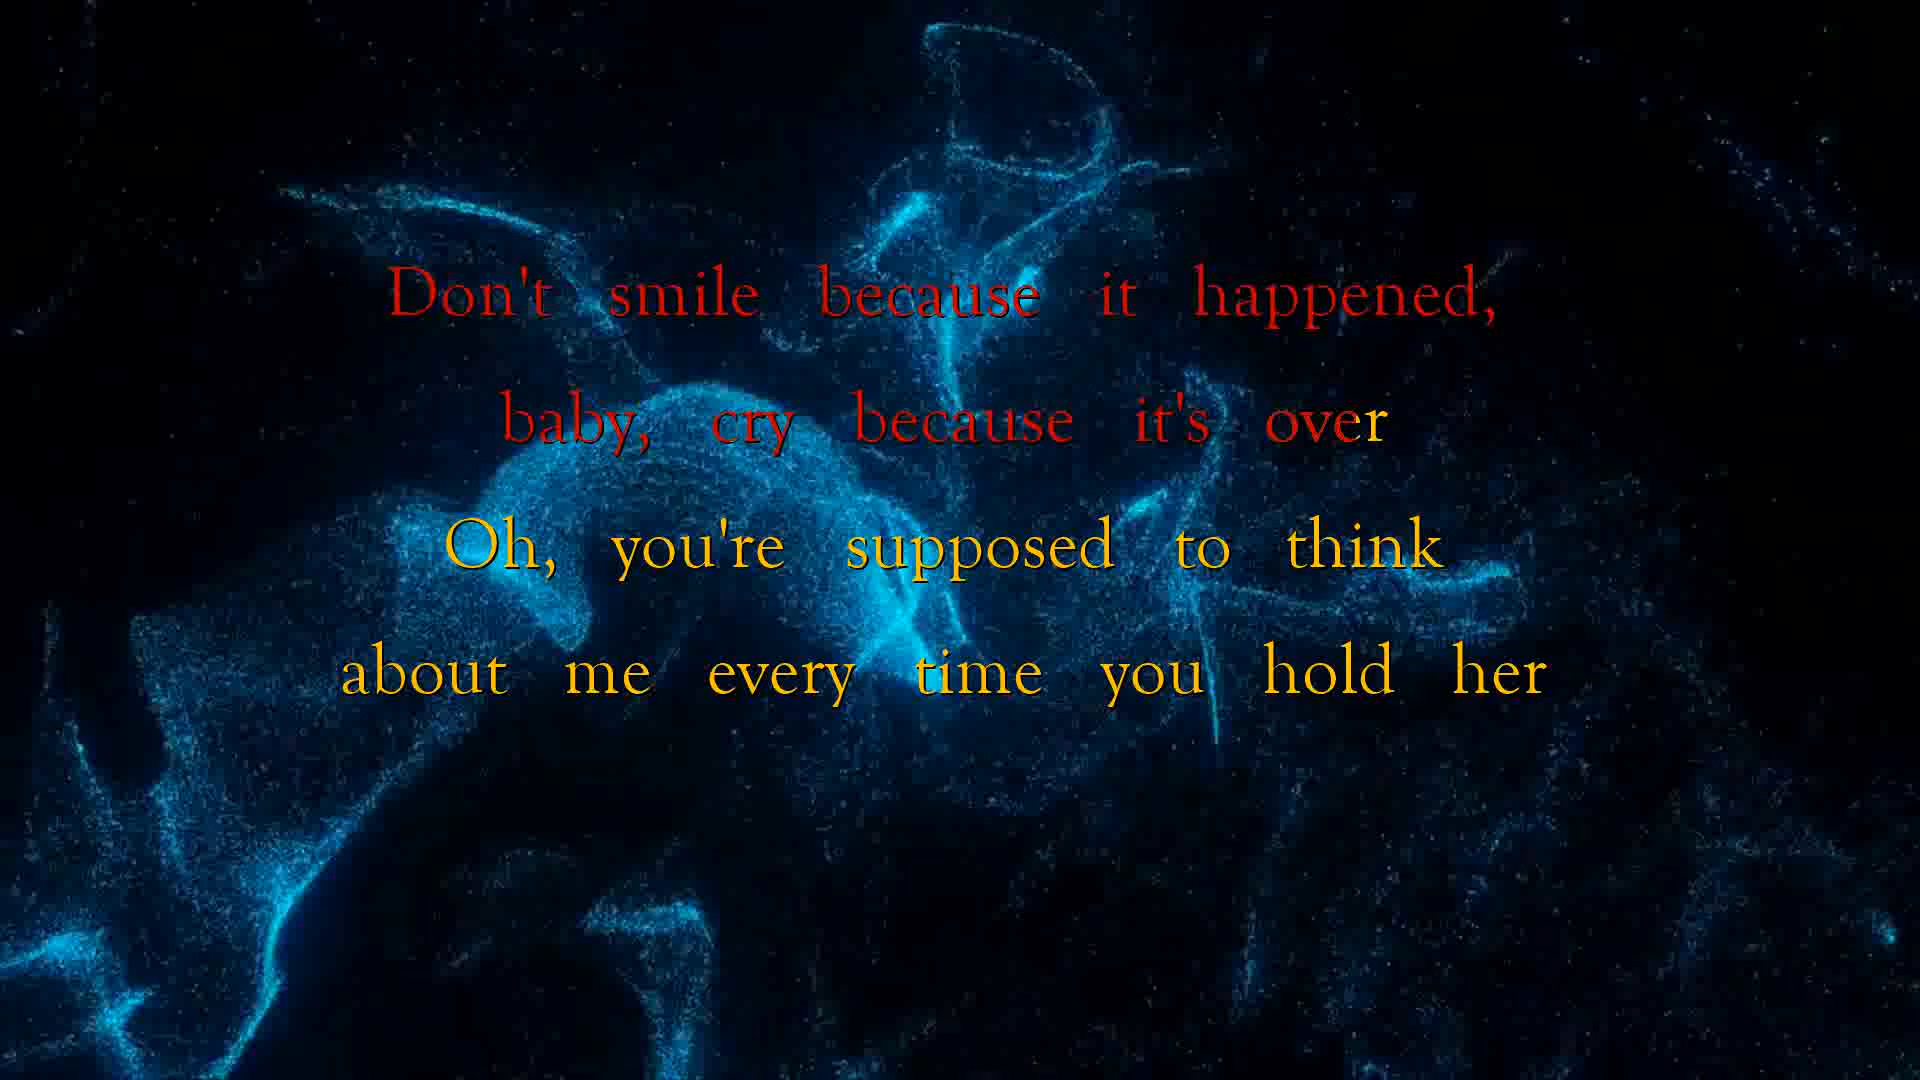 Don't smile because it happened,
baby, cry because it's over
Oh, you're supposed to think
about me every time you hold her